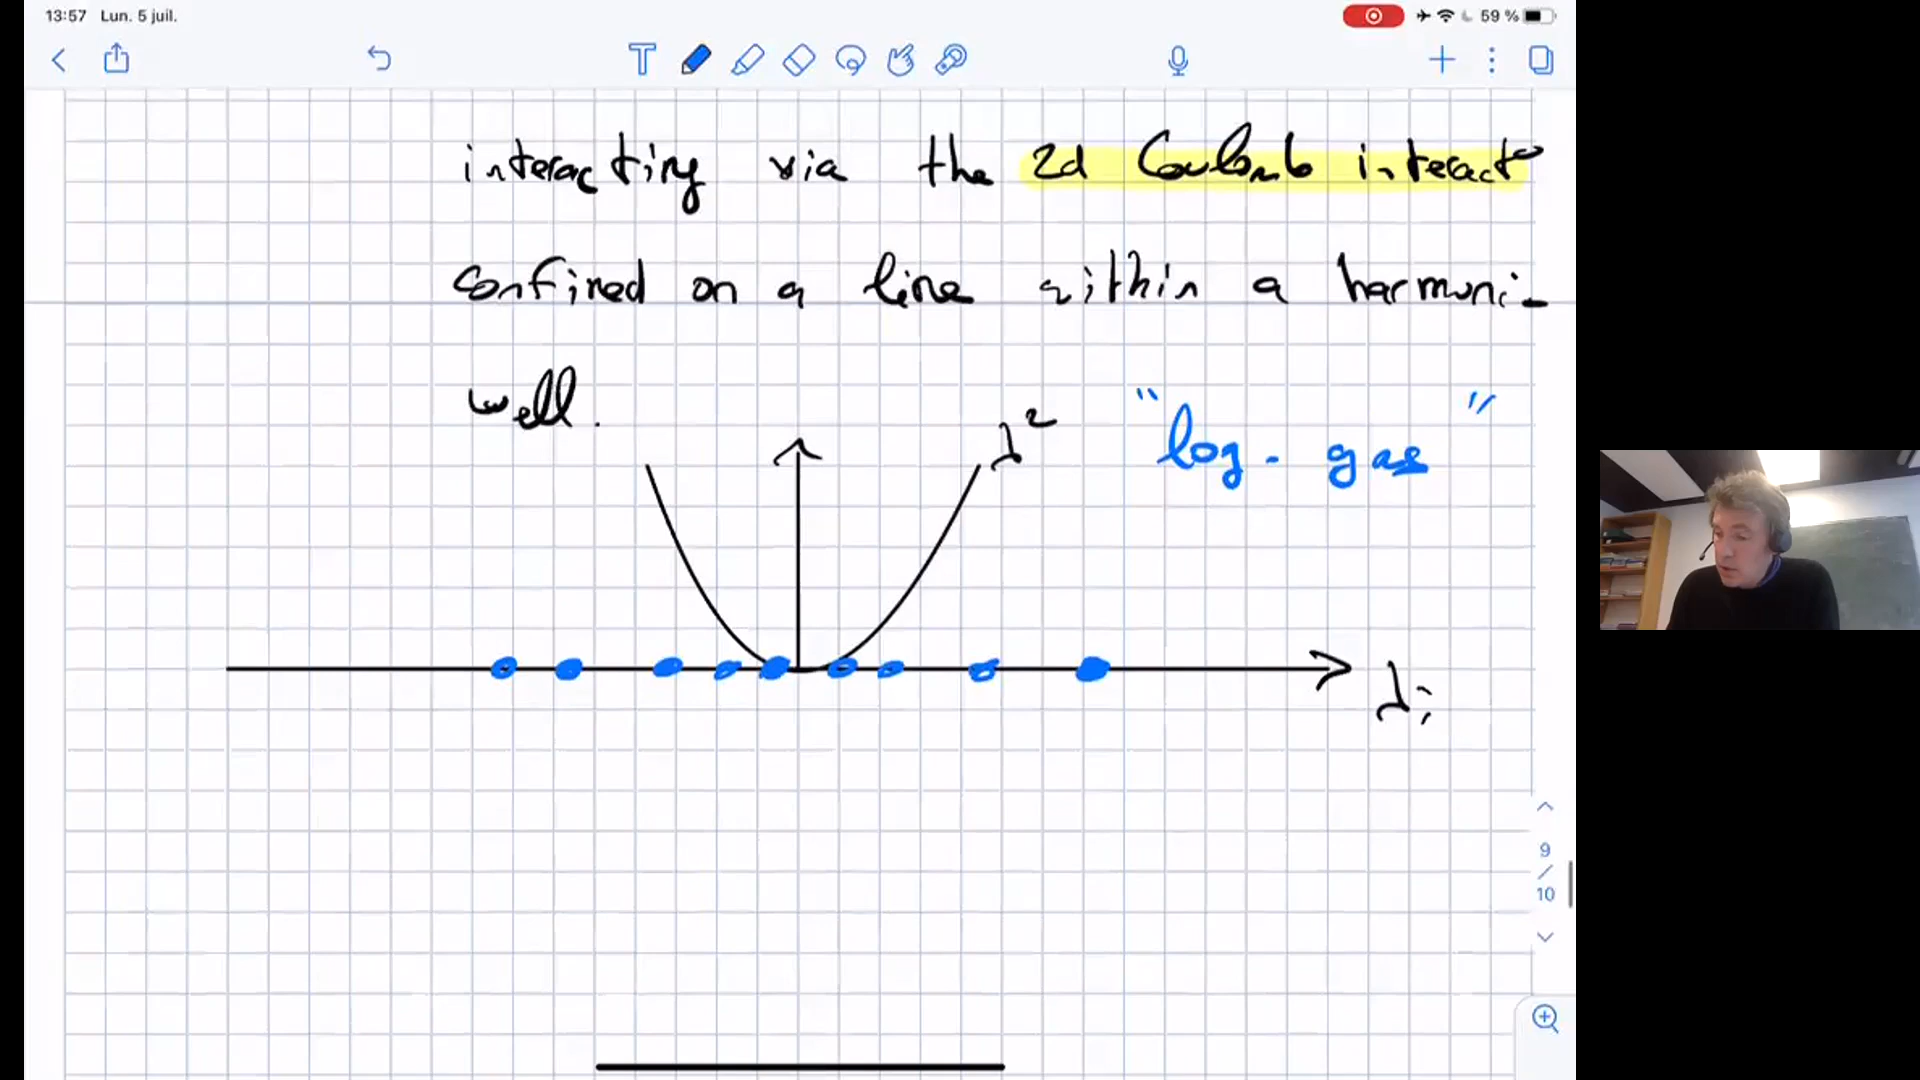 13:57 Lun. 5 juil.
59 %
interacting via the 2d Coulomb interact°
confined on a line within a harmoni-
well.
λ²
"log-gas"
λi
9
/
10